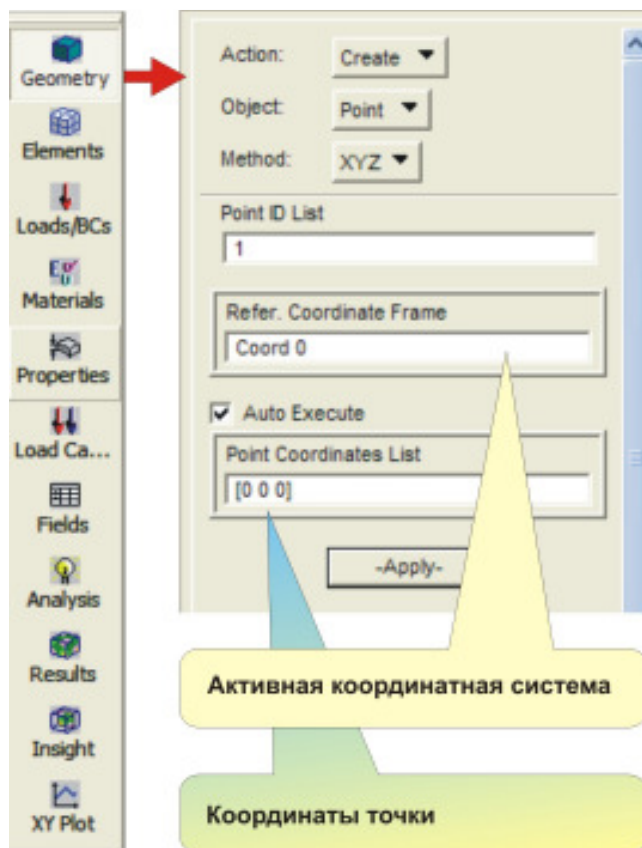 Geometry
Elements
Loads/BCs
Materials
Properties
Load Ca...
Fields
Analysis
Results
Insight
XY Plot
Action:
Create
Object:
Point
Method:
XYZ
Point ID List
1
Refer. Coordinate Frame
Coord 0
Auto Execute
Point Coordinates List
[0 0 0]
-Apply-
Активная координатная система
Координаты точки